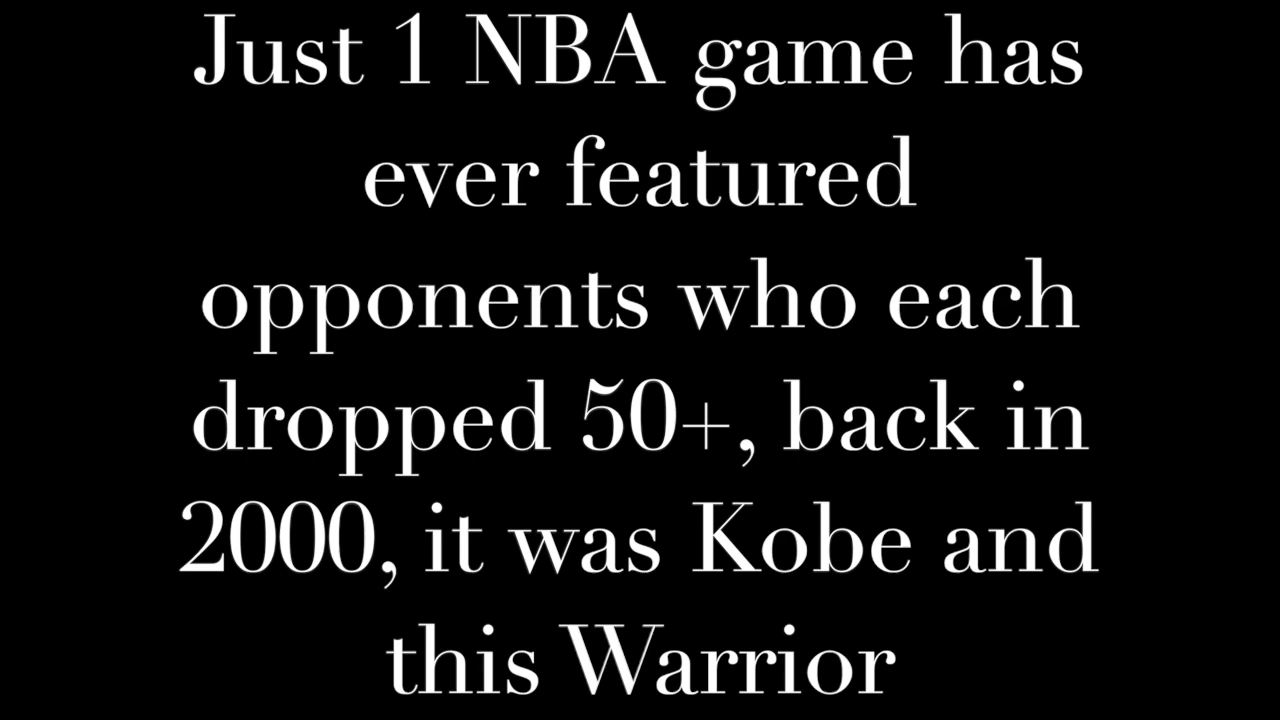 Just 1 NBA game has
ever featured
opponents who each
dropped 50+, back in
2000, it was Kobe and
this Warrior